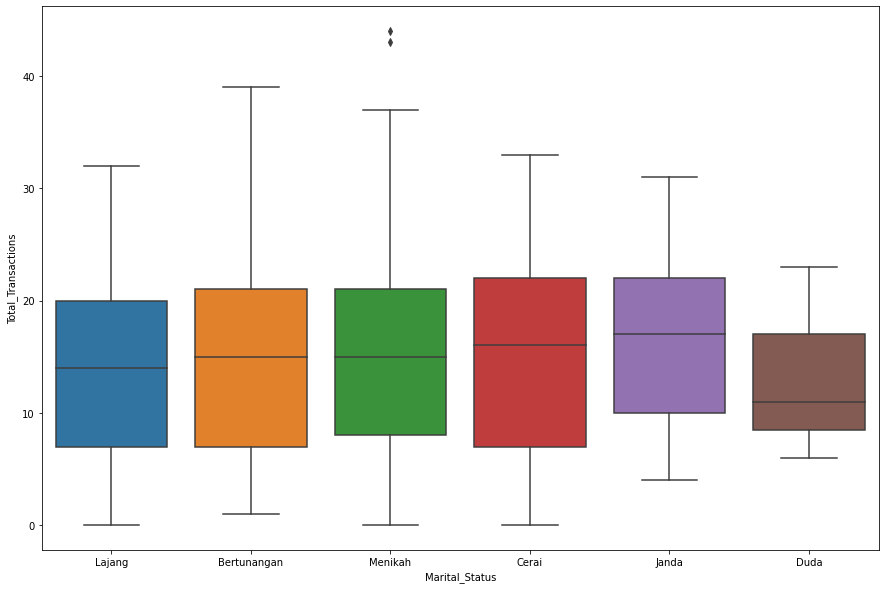 Total_Transactions
40
30
20
10
0
Lajang Bertunangan Menikah Cerai Janda Duda
Marital_Status